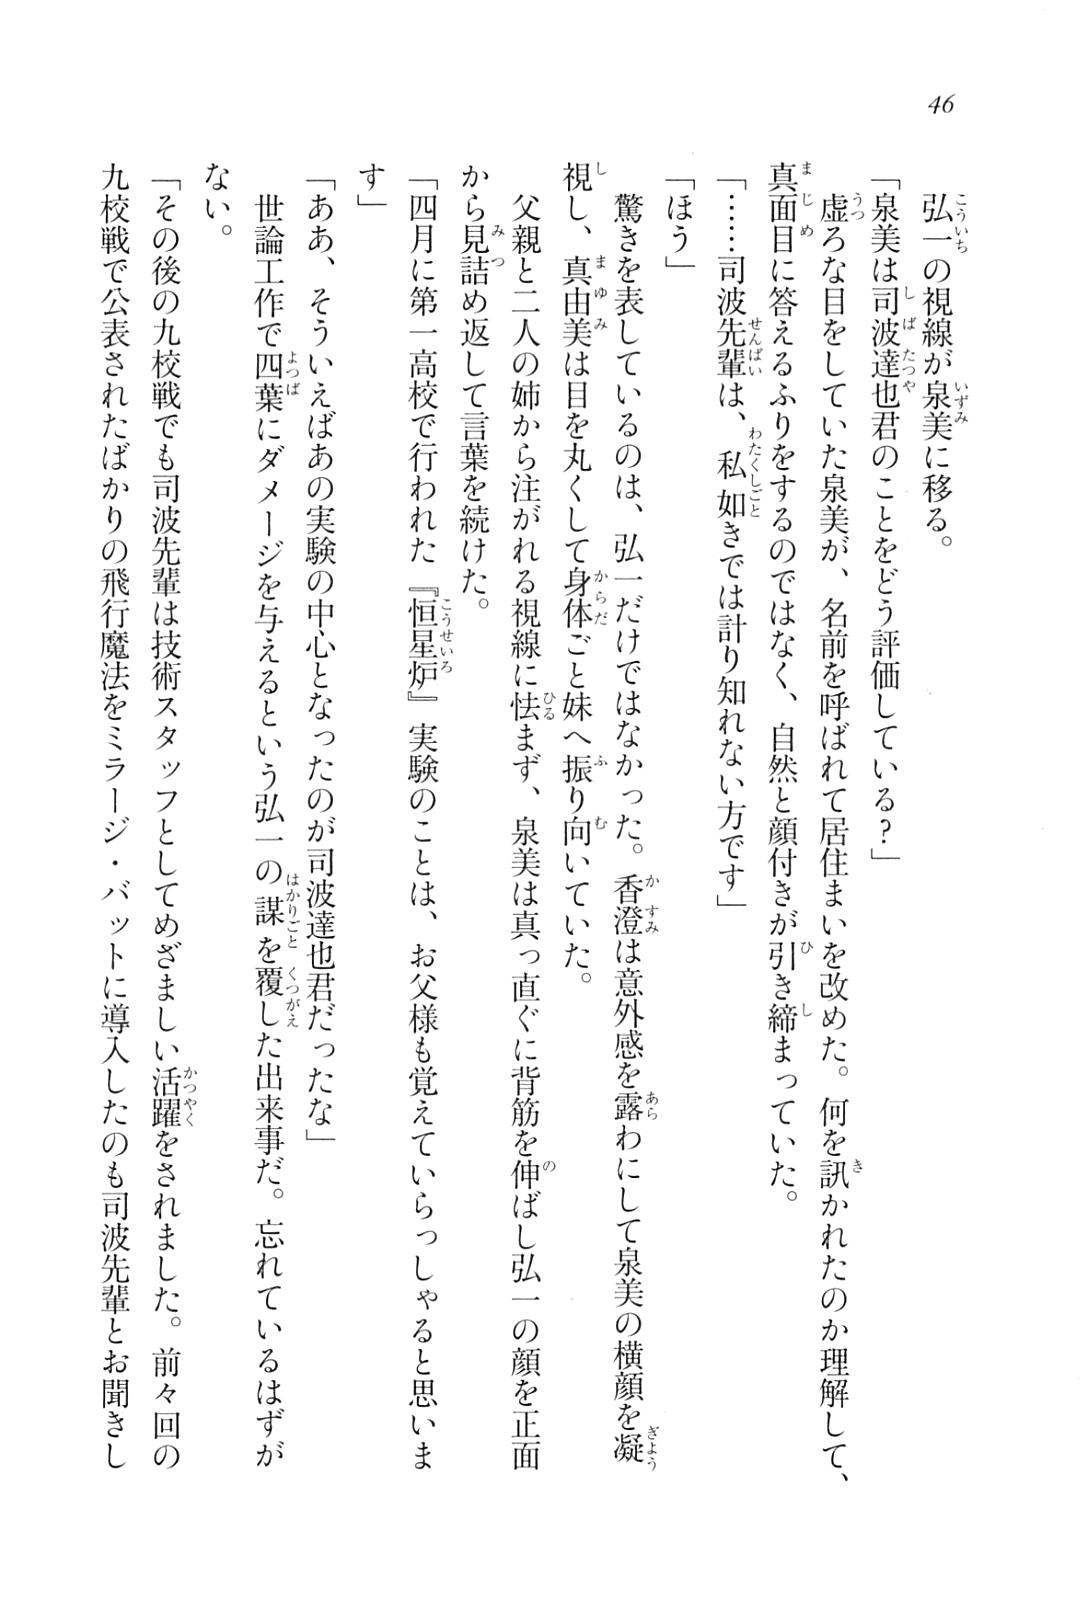 46
弘一の視線が泉美に移る。
「泉美は司波達也君のことをどう評価している?」
虚ろな目をしていた泉美が、名前を呼ばれて居住まいを改めた。何を訊かれたのか理解して、
真面目に答えるふりをするのではなく、自然と顔付きが引き締まっていた。
「……司波先輩は、私如きでは計り知れない方です」
「ほう」
驚きを表しているのは、弘一だけではなかった。香澄は意外感を露わにして泉美の横顔を凝
視し、真由美は目を丸くして身体ごと妹へ振り向いていた。
父親と二人の姉から注がれる視線に怯まず、泉美は真っ直ぐに背筋を伸ばし弘一の顔を正面
から見詰め返して言葉を続けた。
「四月に第一高校で行われた『恒星炉』実験のことは、お父様も覚えていらっしゃると思いま
す」
「ああ、そういえばあの実験の中心となったのが司波達也君だったな」
世論工作で四葉にダメージを与えるという弘一の謀を覆した出来事だ。忘れているはずが
ない。
「その後の九校戦でも司波先輩は技術スタッフとしてめざましい活躍をされました。前々回の
九校戦で公表されたばかりの飛行魔法をミラージ・バットに導入したのも司波先輩とお聞きし